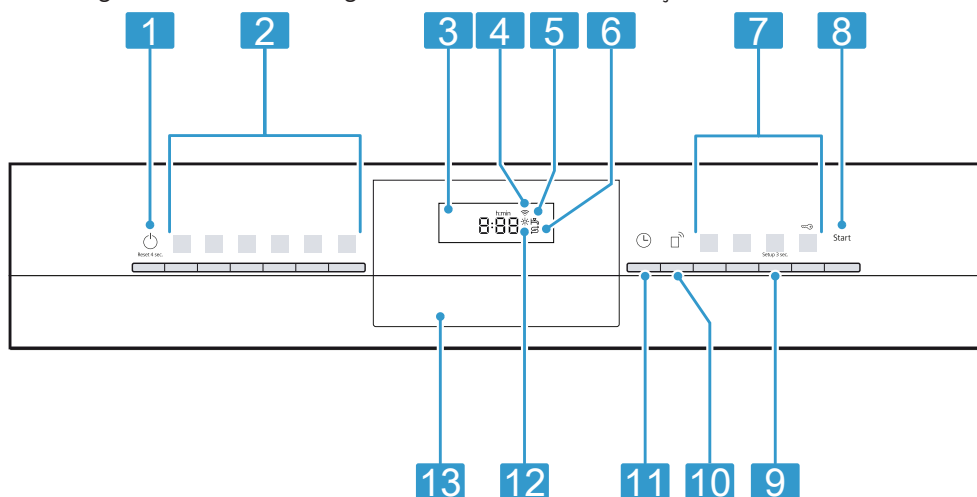 1 2 3 4 5 6 7 8
h:min
8:88
Reset 4 sec.
Setup 3 sec.
Start
13 12 11 10 9